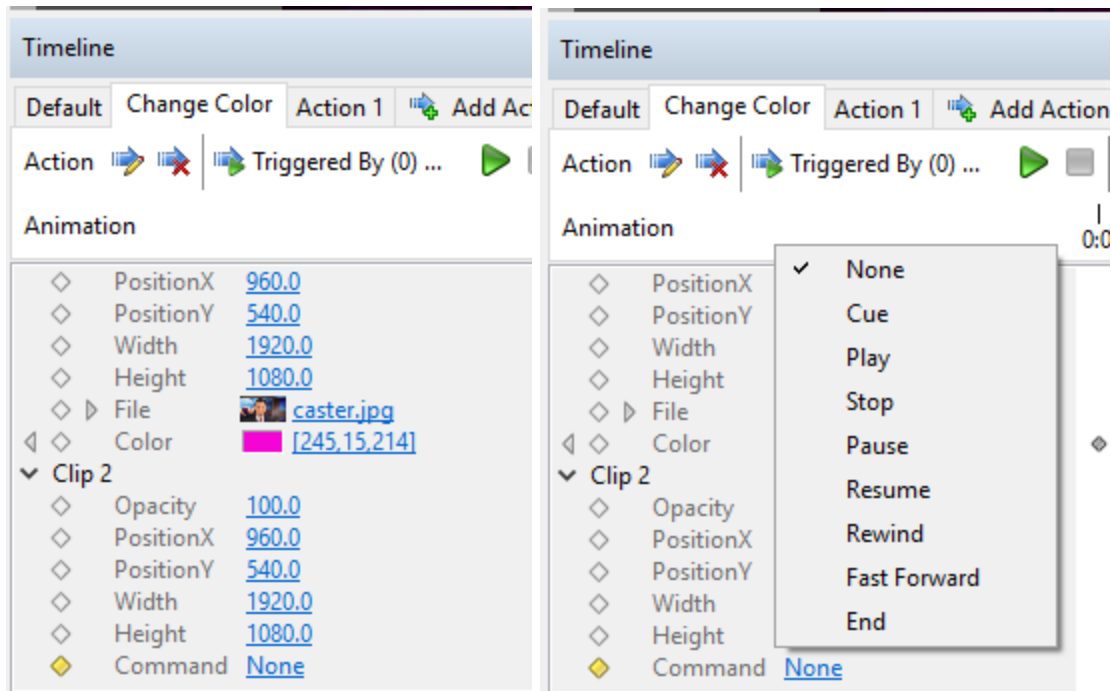 Timeline
Default Change Color Action 1 Add Act
Action Triggered By (0) ...
Animation
PositionX 960.0
PositionY 540.0
Width 1920.0
Height 1080.0
File caster.jpg
Color [245,15,214]
Clip 2
Opacity 100.0
PositionX 960.0
PositionY 540.0
Width 1920.0
Height 1080.0
Command None
Timeline
Default Change Color Action 1 Add Action
Action Triggered By (0) ...
Animation 0:0
PositionX
PositionY
Width
Height
File
Color
Clip 2
Opacity
PositionX
PositionY
Width
Height
Command None
None
Cue
Play
Stop
Pause
Resume
Rewind
Fast Forward
End